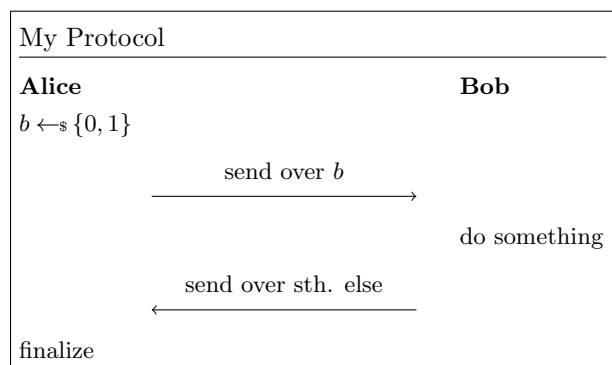 My Protocol
Alice Bob
b ←$ {0, 1}
send over b
do something
send over sth. else
finalize